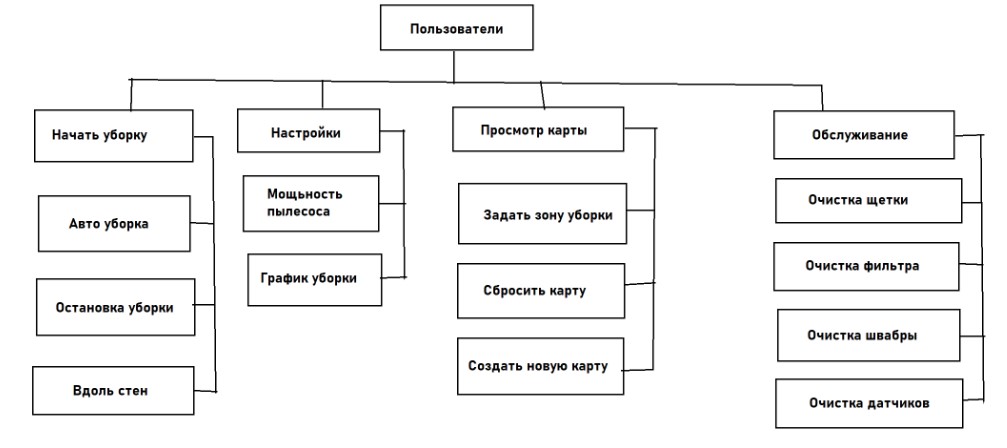 Пользователи
Начать уборку
Авто уборка
Остановка уборки
Вдоль стен
Настройки
Мощьность
пылесоса
График уборки
Просмотр карты
Задать зону уборки
Сбросить карту
Создать новую карту
Обслуживание
Очистка щетки
Очистка фильтра
Очистка швабры
Очистка датчиков